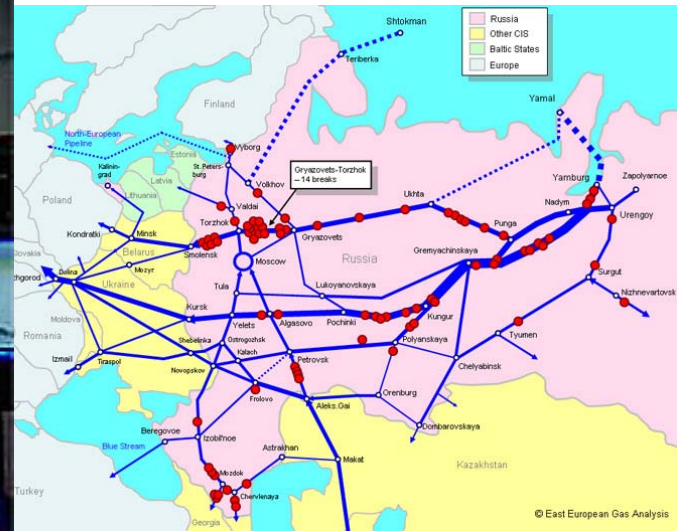 Shtokman
Russia
Other CIS
Baltic States
Europe
Teriberka
Yamal
Finland
North-European
Pipeline
Vyborg
St.Peters-
burg
Estonia
Kalinin-
grad
Latvia
Lithuania
Volkhov
Gryazovets-Torzhok
– 14 breaks
Yamburg
Zapolyarnoe
Poland
Valdai
Ukhta
Nadym
Urengoy
Torzhok
Gryazovets
Punga
Kondratki
Minsk
Smolensk
Moscow
Russia
Gremyachinskaya
Belarus
Mozyr
Surgut
Slovakia
Dolina
Tula
Lukoyanovskaya
Nizhnevartovsk
Ukraine
Kursk
Kungur
Moldova
Yelets
Algasovo
Pochinki
Tyumen
Romania
Shebelinka
Ostrogozhsk
Polyanskaya
Izmail
Tiraspol
Kalach
Petrovsk
Chelyabinsk
Novopskov
Frolovo
Orenburg
Aleks.Gai
Dombarovskaya
Beregovoe
Izobil'noe
Blue Stream
Astrakhan
Makat
Kazakhstan
Mozdok
Chervlenaya
Turkey
Georgia
© East European Gas Analysis